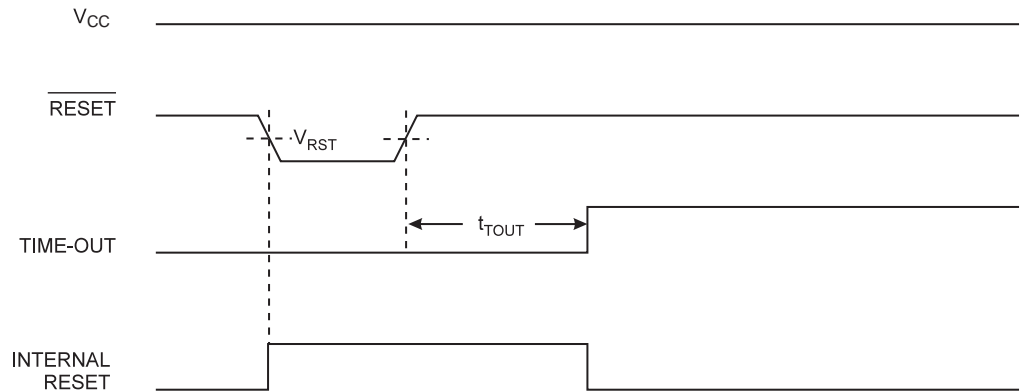 VCC
RESET
VRST
tTOUT
TIME-OUT
INTERNAL
RESET